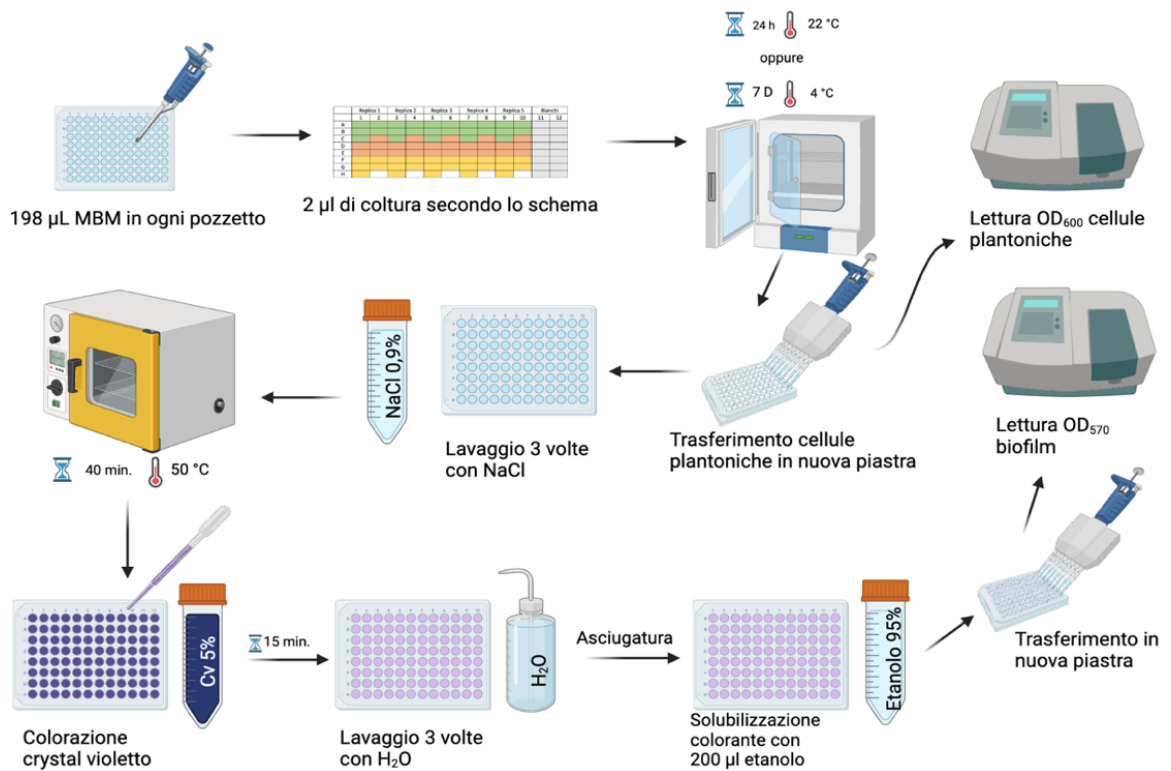 198 µL MBM in ogni pozzetto
Replica 1 Replica 2 Replica 3 Replica 4 Replica 5 Bianchi
1 2 3 4 5 6 7 8 9 10 11 12
A
B
C
D
E
F
G
H
2 µl di coltura secondo lo schema
24 h 22 °C
oppure
7 D 4 °C
Lettura OD₆₀₀ cellule
plantoniche
Trasferimento cellule
plantoniche in nuova piastra
NaCl 0,9%
Lavaggio 3 volte
con NaCl
40 min. 50 °C
Cv 5%
Colorazione
crystal violetto
15 min.
H₂O
Lavaggio 3 volte
con H₂O
Asciugatura
Etanolo 95%
Solubilizzazione
colorante con
200 µl etanolo
Trasferimento in
nuova piastra
Lettura OD₅₇₀
biofilm